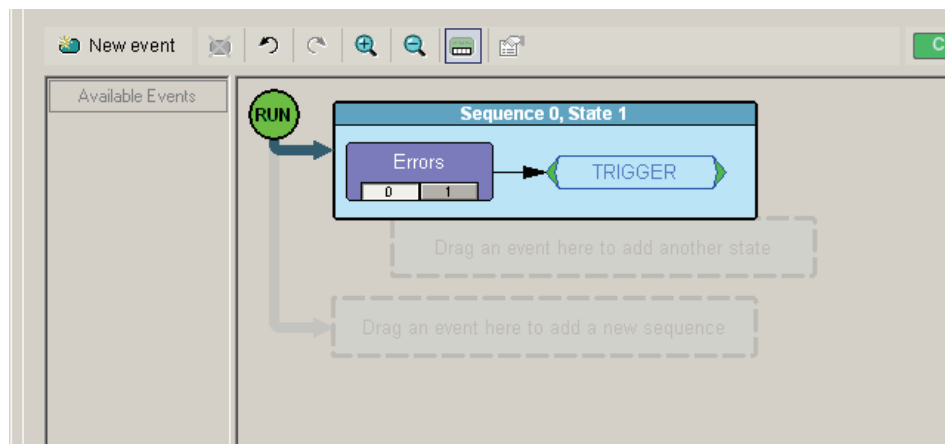 New event
C
Available Events
RUN
Sequence 0, State 1
Errors
TRIGGER
0 1
Drag an event here to add another state
Drag an event here to add a new sequence